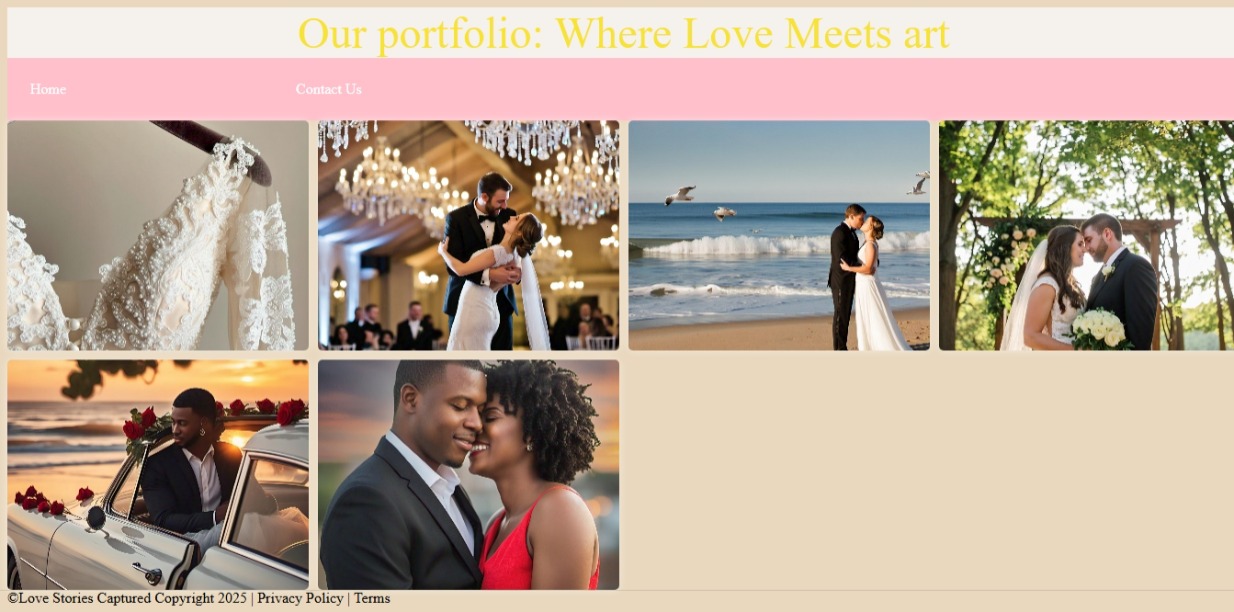 Our portfolio: Where Love Meets art
Home
Contact Us
©Love Stories Captured Copyright 2025 | Privacy Policy | Terms